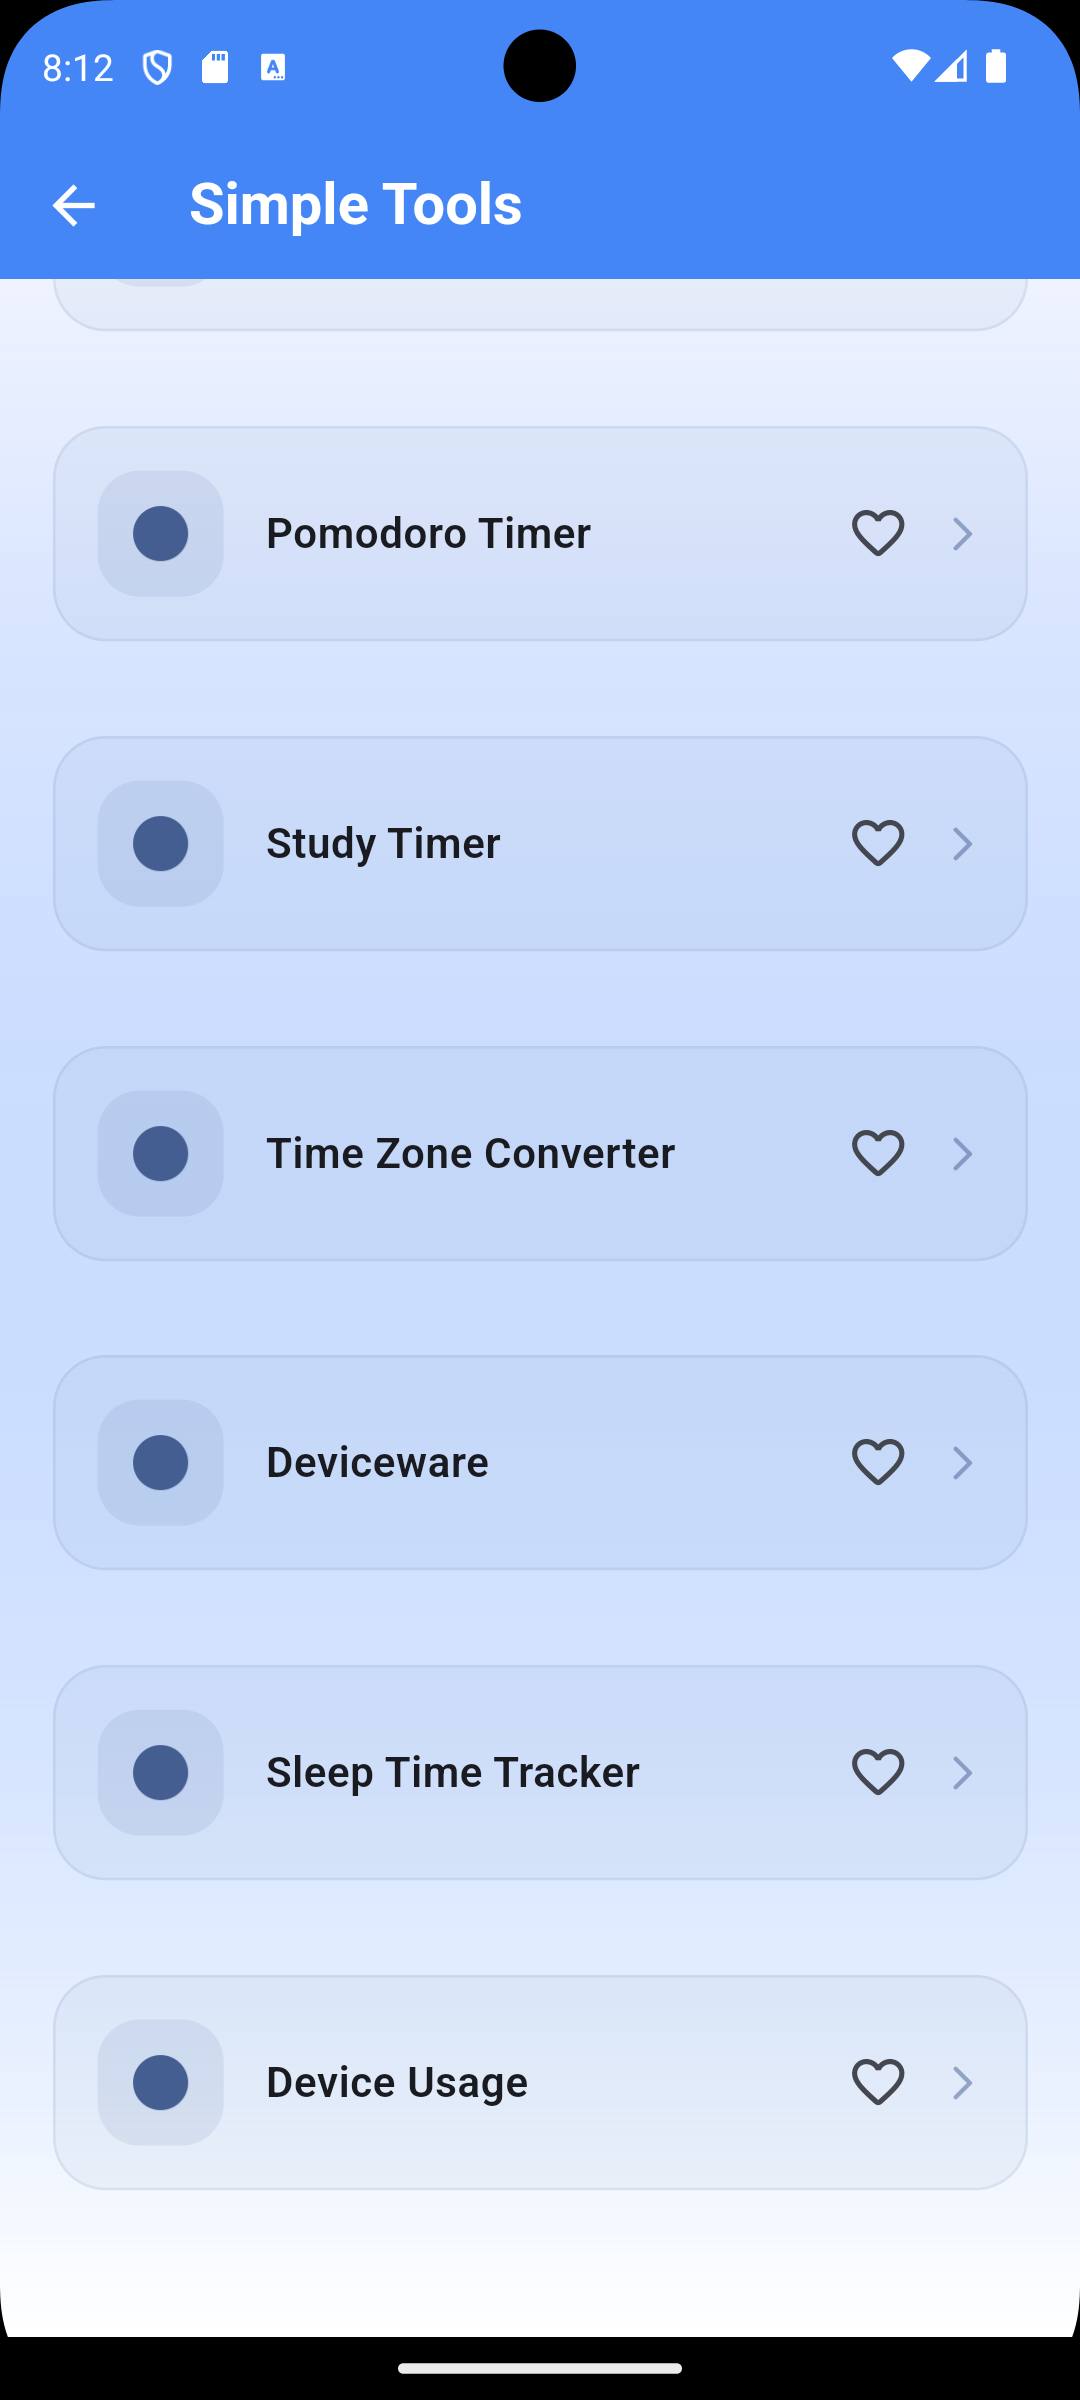 8:12
Simple Tools
Pomodoro Timer
Study Timer
Time Zone Converter
Deviceware
Sleep Time Tracker
Device Usage